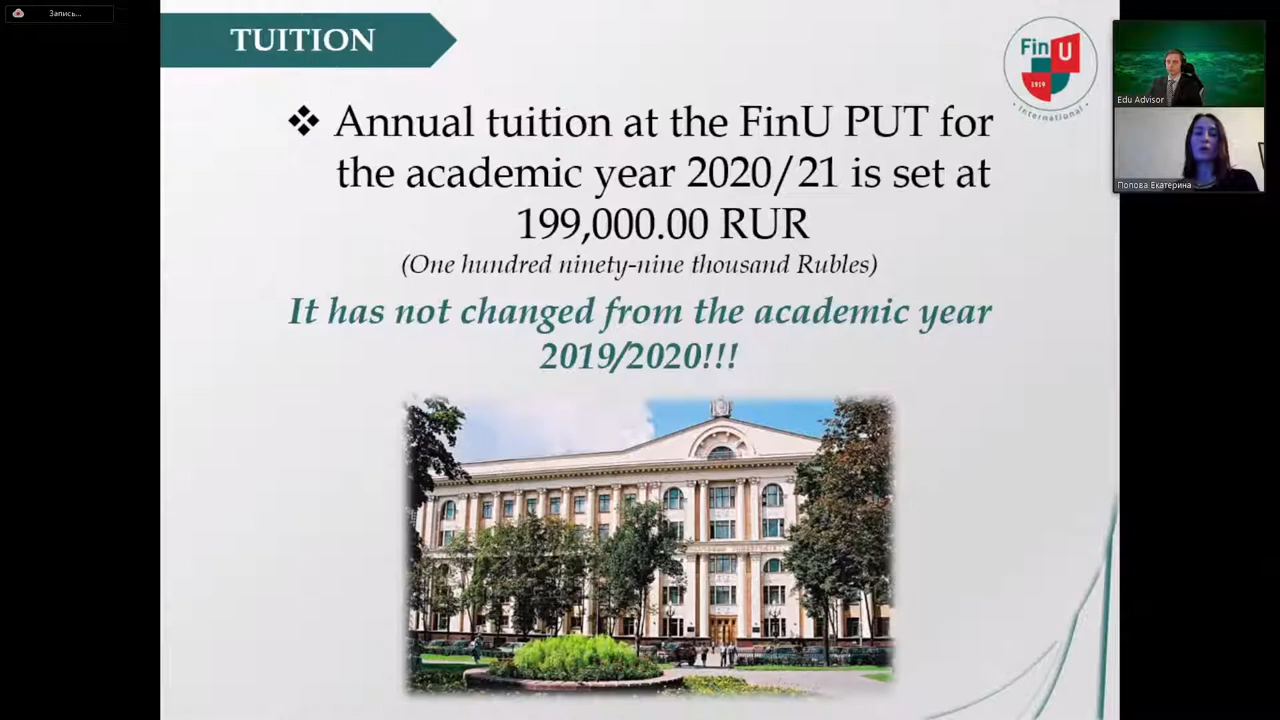 Запись...
TUITION
Fin U
1919
International
Edu Advisor
Попова Екатерина
❖ Annual tuition at the FinU PUT for
the academic year 2020/21 is set at
199,000.00 RUR
(One hundred ninety-nine thousand Rubles)
It has not changed from the academic year
2019/2020!!!